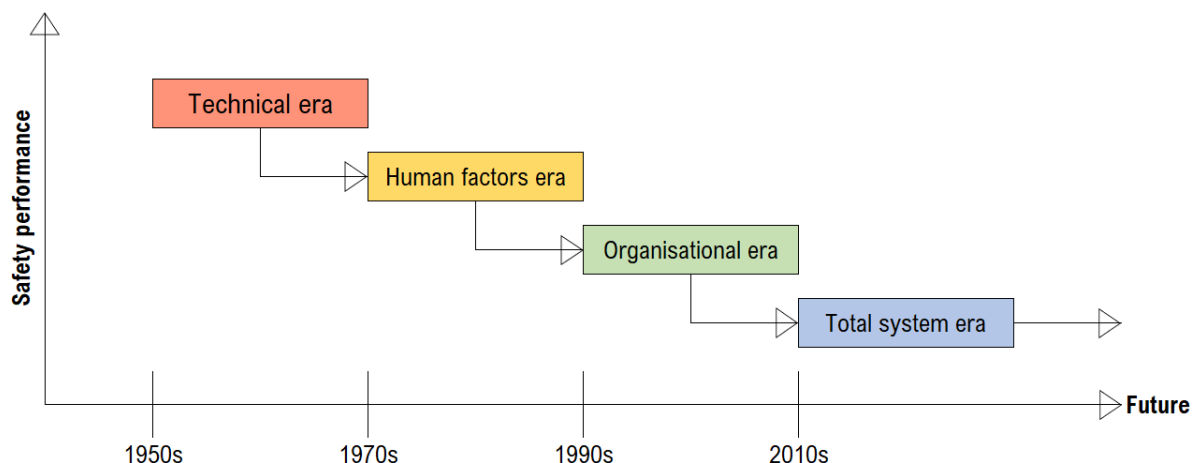 Safety performance
Technical era
Human factors era
Organisational era
Total system era
Future
1950s
1970s
1990s
2010s